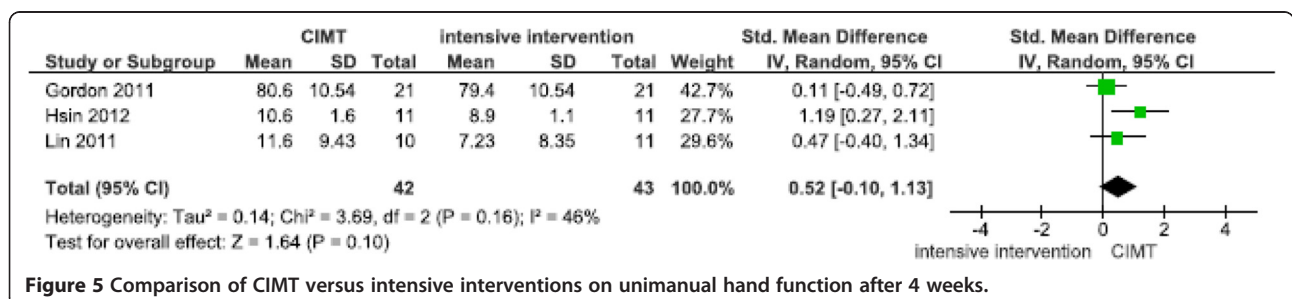 CIMT intensive intervention Std. Mean Difference Std. Mean Difference
Study or Subgroup Mean SD Total Mean SD Total Weight IV, Random, 95% CI IV, Random, 95% CI
Gordon 2011 80.6 10.54 21 79.4 10.54 21 42.7% 0.11 [-0.49, 0.72]
Hsin 2012 10.6 1.6 11 8.9 1.1 11 27.7% 1.19 [0.27, 2.11]
Lin 2011 11.6 9.43 10 7.23 8.35 11 29.6% 0.47 [-0.40, 1.34]
Total (95% CI) 42 43 100.0% 0.52 [-0.10, 1.13]
Heterogeneity: Tau² = 0.14; Chi² = 3.69, df = 2 (P = 0.16); I² = 46%
Test for overall effect: Z = 1.64 (P = 0.10)
-4 -2 0 2 4
intensive intervention CIMT
Figure 5 Comparison of CIMT versus intensive interventions on unimanual hand function after 4 weeks.